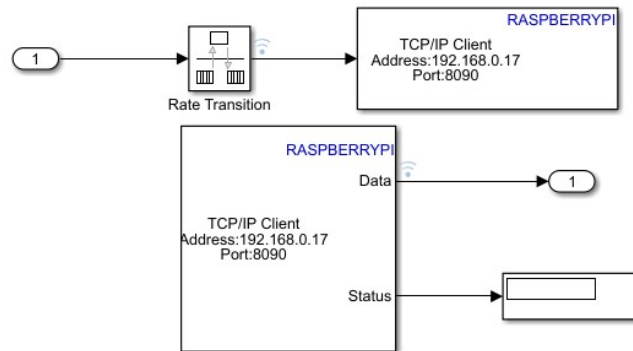 1
RASPBERRYPI
TCP/IP Client
Address:192.168.0.17
Port:8090
Rate Transition
RASPBERRYPI
Data
1
TCP/IP Client
Address:192.168.0.17
Port:8090
Status